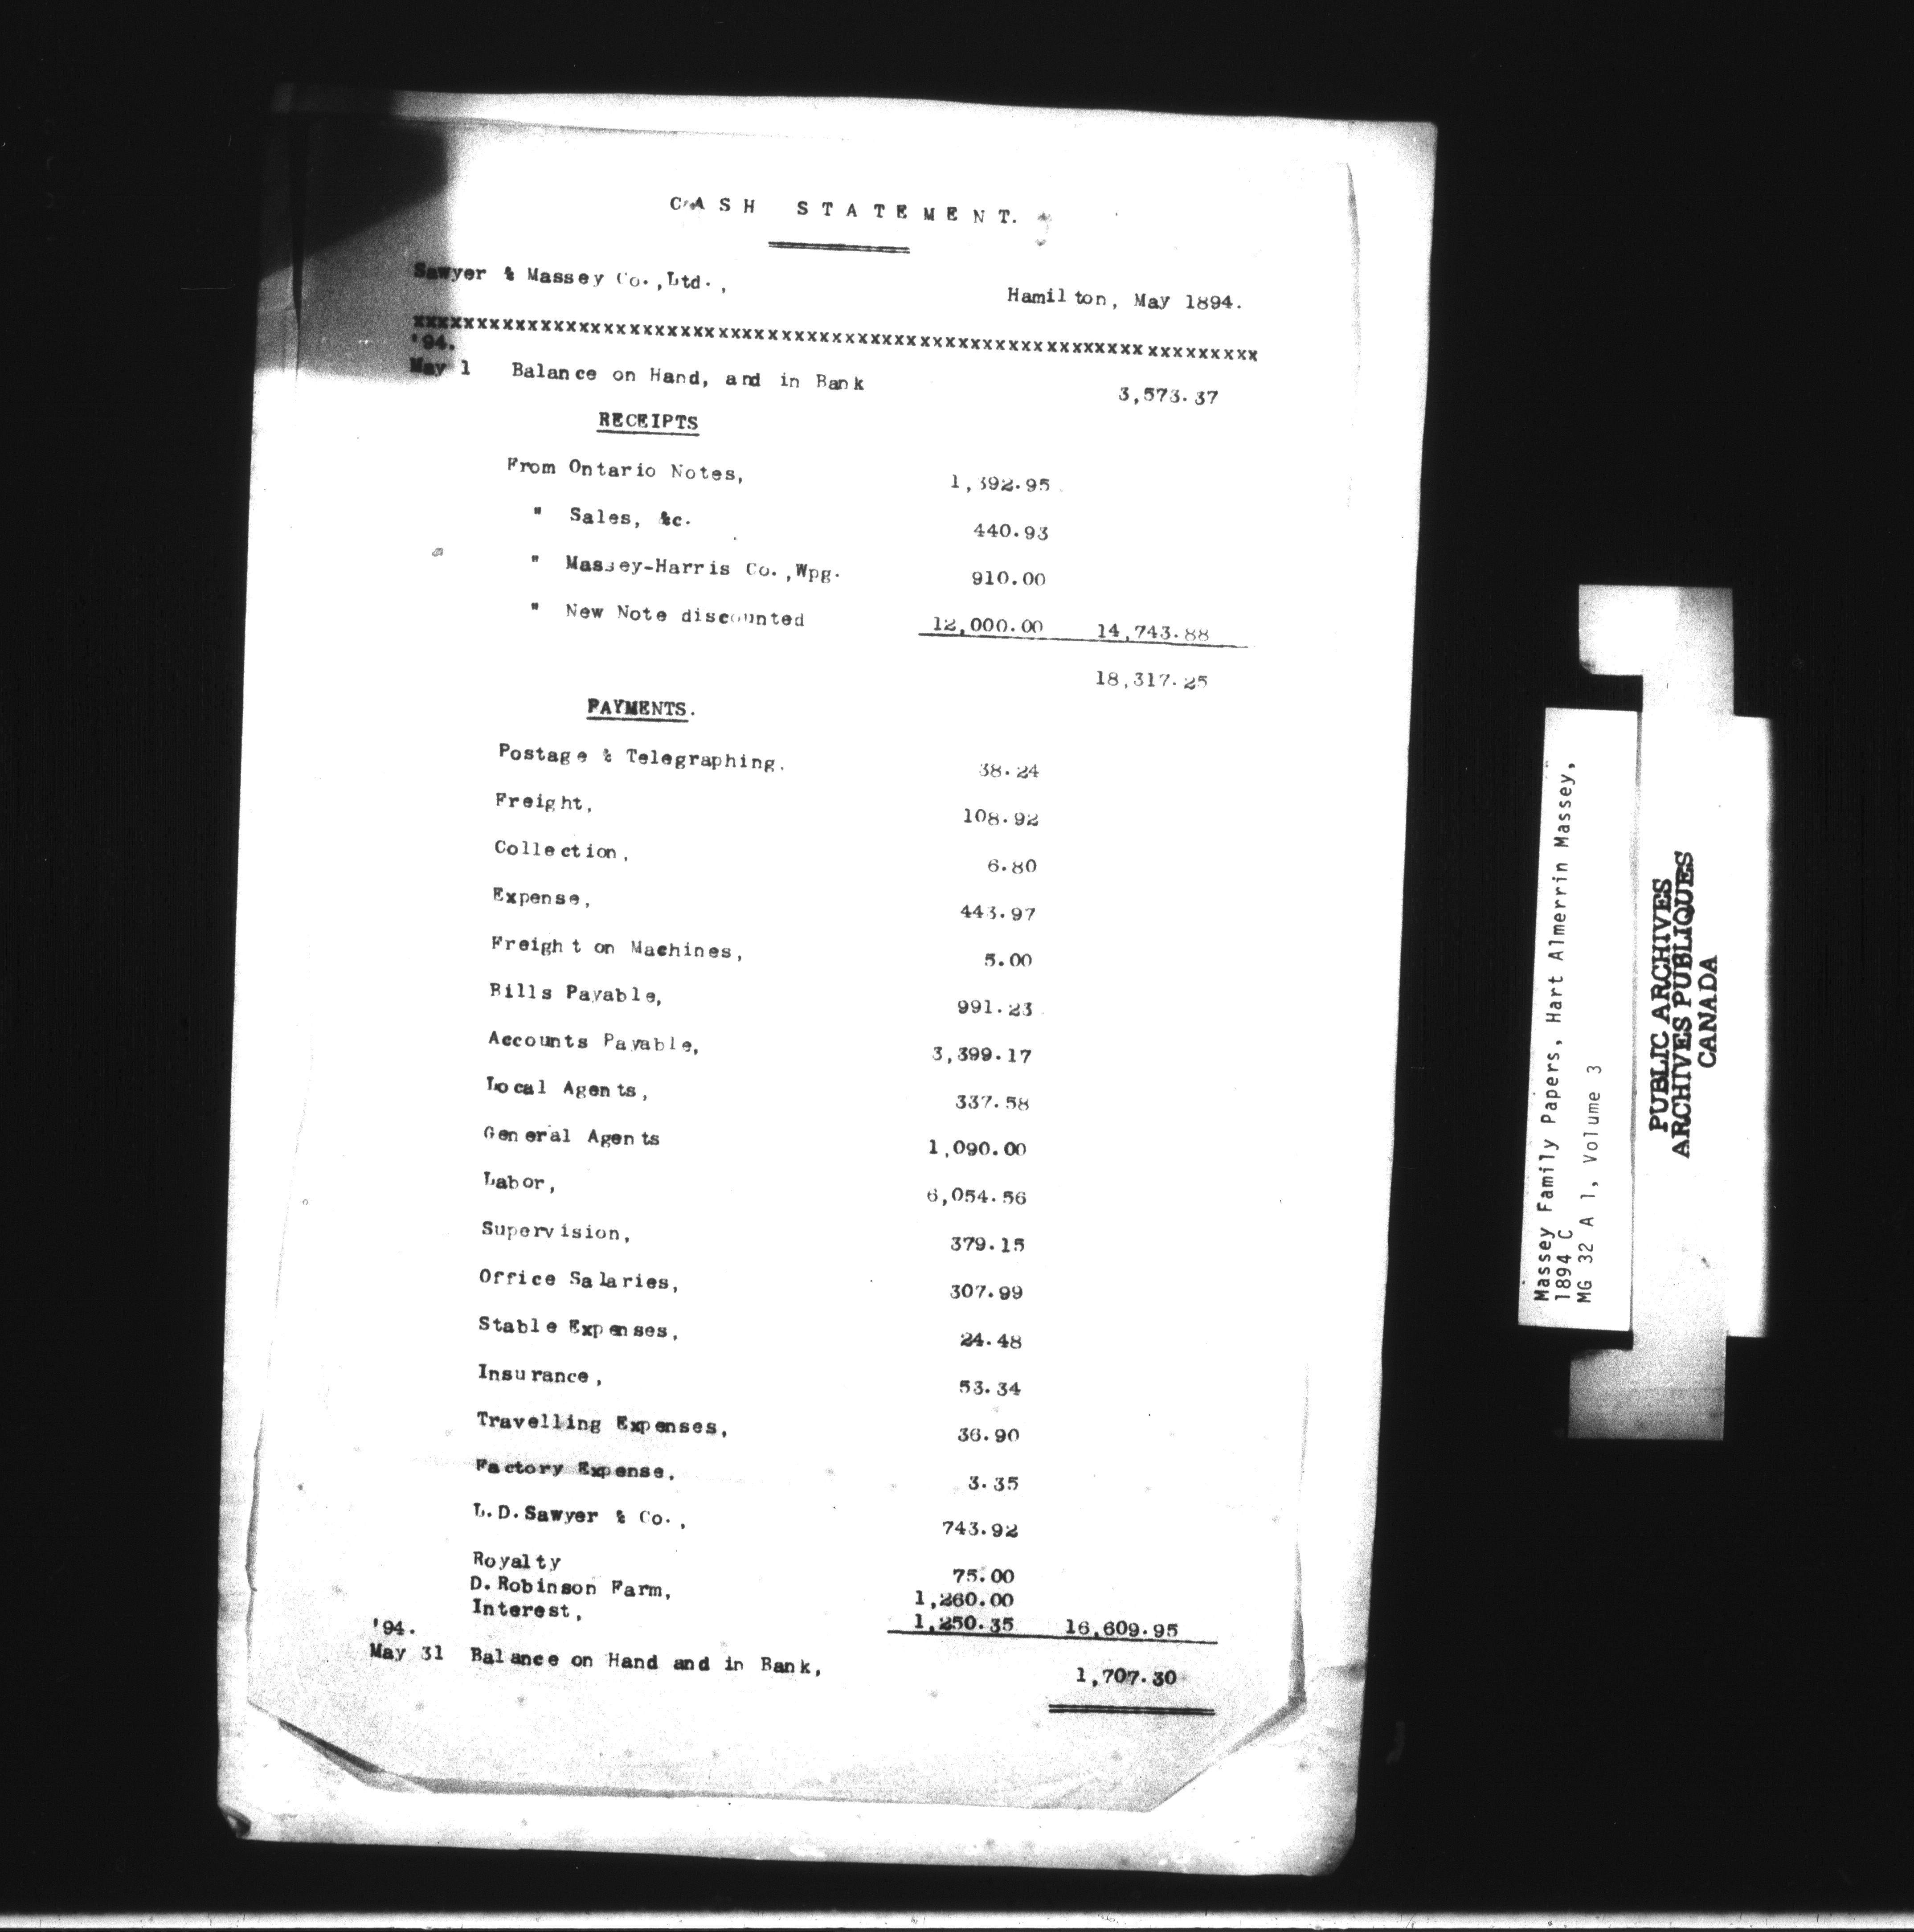 CASH STATEMENT.
Sawyer & Massey Co.,Ltd., Hamilton, May 1894.
xxxxxxxxxxxxxxxxxxxxxxxxxxxxxxxxxxxxxxxxxxxxxxxxxxxxxxxxxxxxxxxxxx
'94.
May 1 Balance on Hand, and in Bank 3,573.37
RECEIPTS
From Ontario Notes, 1,392.95
" Sales, &c. 440.93
" Massey-Harris Co.,Wpg. 910.00
" New Note discounted 12,000.00 14,743.88
18,317.25
PAYMENTS.
Postage & Telegraphing. 38.24
Freight, 108.92
Collection, 6.80
Expense, 443.97
Freight on Machines, 5.00
Bills Payable, 991.23
Accounts Payable, 3,399.17
Local Agents, 337.58
General Agents 1,090.00
Labor, 6,054.56
Supervision, 379.15
Office Salaries, 307.99
Stable Expenses, 24.48
Insurance, 53.34
Travelling Expenses, 36.90
Factory Expense, 3.35
L.D.Sawyer & Co., 743.92
Royalty 75.00
D.Robinson Farm, 1,260.00
Interest, 1,250.35 16,609.95
'94.
May 31 Balance on Hand and in Bank, 1,707.30
Massey Family Papers, Hart Almerrin Massey,
1894 C
MG 32 A 1, Volume 3
PUBLIC ARCHIVES
ARCHIVES PUBLIQUES
CANADA